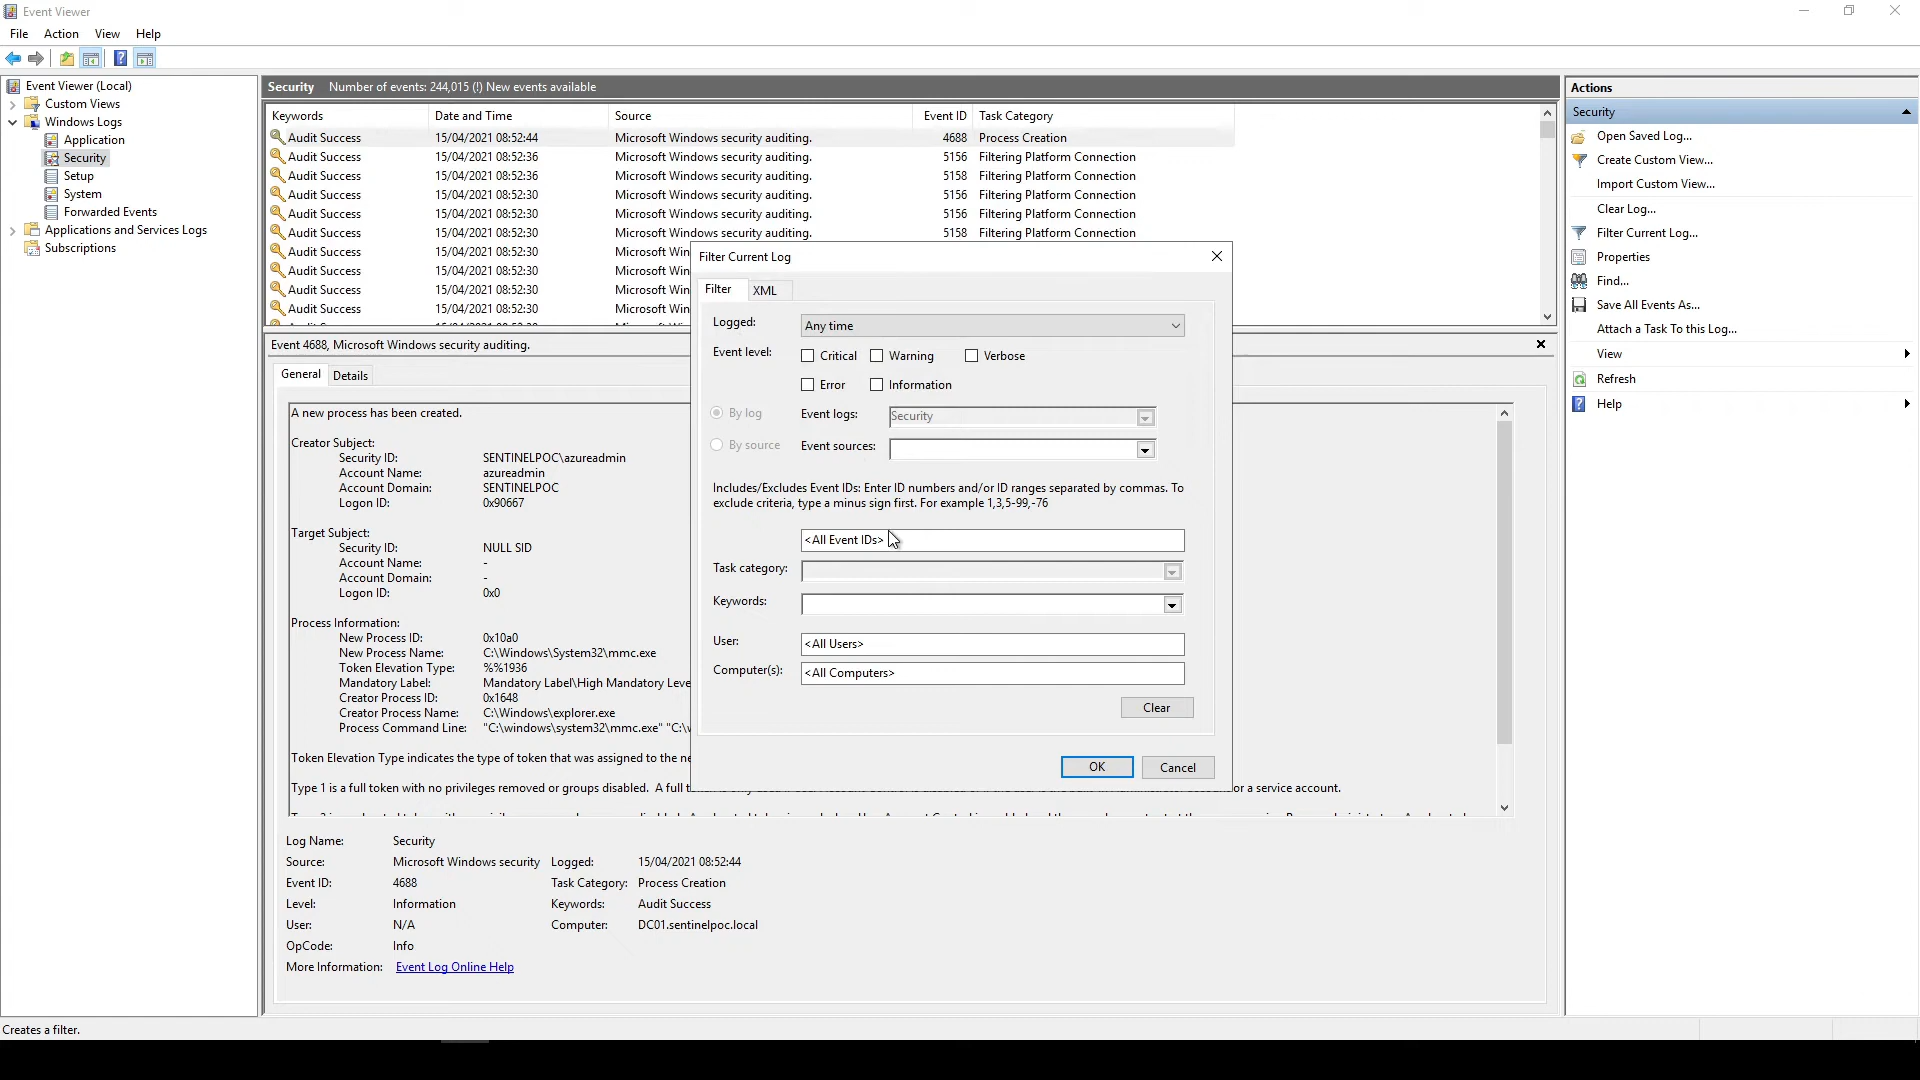 Event Viewer
File Action View Help
Event Viewer (Local)
Custom Views
Windows Logs
Application
Security
Setup
System
Forwarded Events
Applications and Services Logs
Subscriptions
Security Number of events: 244,015 (!) New events available
Keywords Date and Time Source Event ID Task Category
Audit Success 15/04/2021 08:52:44 Microsoft Windows security auditing. 4688 Process Creation
Audit Success 15/04/2021 08:52:36 Microsoft Windows security auditing. 5156 Filtering Platform Connection
Audit Success 15/04/2021 08:52:36 Microsoft Windows security auditing. 5158 Filtering Platform Connection
Audit Success 15/04/2021 08:52:30 Microsoft Windows security auditing. 5156 Filtering Platform Connection
Audit Success 15/04/2021 08:52:30 Microsoft Windows security auditing. 5156 Filtering Platform Connection
Audit Success 15/04/2021 08:52:30 Microsoft Windows security auditing. 5158 Filtering Platform Connection
Audit Success 15/04/2021 08:52:30 Microsoft Win
Audit Success 15/04/2021 08:52:30 Microsoft Win
Audit Success 15/04/2021 08:52:30 Microsoft Win
Audit Success 15/04/2021 08:52:30 Microsoft Win
Event 4688, Microsoft Windows security auditing.
General Details
A new process has been created.
Creator Subject:
Security ID: SENTINELPOC\azureadmin
Account Name: azureadmin
Account Domain: SENTINELPOC
Logon ID: 0x90667
Target Subject:
Security ID: NULL SID
Account Name: -
Account Domain: -
Logon ID: 0x0
Process Information:
New Process ID: 0x10a0
New Process Name: C:\Windows\System32\mmc.exe
Token Elevation Type: %%1936
Mandatory Label: Mandatory Label\High Mandatory Leve
Creator Process ID: 0x1648
Creator Process Name: C:\Windows\explorer.exe
Process Command Line: "C:\windows\system32\mmc.exe" "C:\
Token Elevation Type indicates the type of token that was assigned to the ne
Type 1 is a full token with no privileges removed or groups disabled. A full or a service account.
Log Name: Security
Source: Microsoft Windows security Logged: 15/04/2021 08:52:44
Event ID: 4688 Task Category: Process Creation
Level: Information Keywords: Audit Success
User: N/A Computer: DC01.sentinelpoc.local
OpCode: Info
More Information: Event Log Online Help
Filter Current Log
Filter XML
Logged: Any time
Event level: Critical Warning Verbose
Error Information
By log Event logs: Security
By source Event sources:
Includes/Excludes Event IDs: Enter ID numbers and/or ID ranges separated by commas. To
exclude criteria, type a minus sign first. For example 1,3,5-99,-76
<All Event IDs>
Task category:
Keywords:
User: <All Users>
Computer(s): <All Computers>
Clear
OK Cancel
Actions
Security
Open Saved Log...
Create Custom View...
Import Custom View...
Clear Log...
Filter Current Log...
Properties
Find...
Save All Events As...
Attach a Task To this Log...
View
Refresh
Help
Creates a filter.